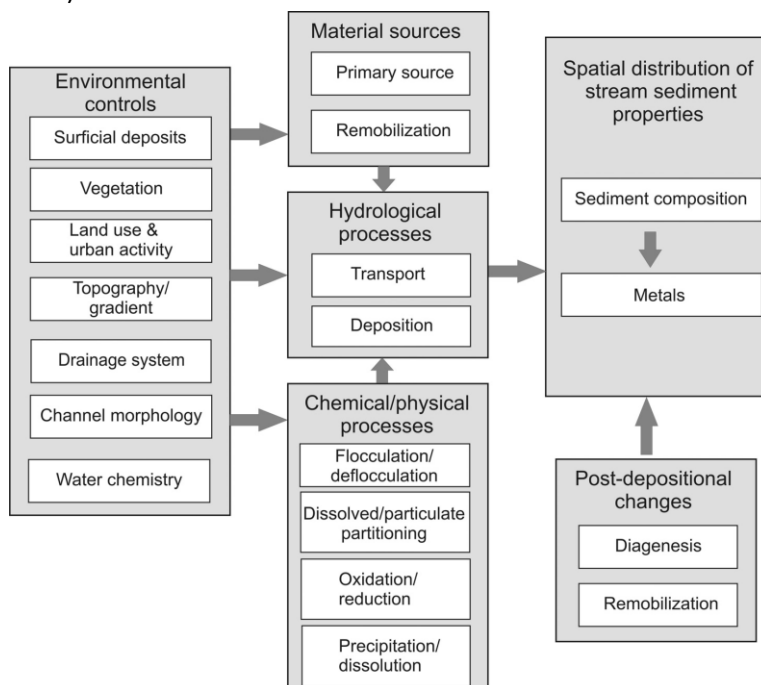 Environmental
controls
Surficial deposits
Vegetation
Land use &
urban activity
Topography/
gradient
Drainage system
Channel morphology
Water chemistry
Material sources
Primary source
Remobilization
Hydrological
processes
Transport
Deposition
Chemical/physical
processes
Flocculation/
deflocculation
Dissolved/particulate
partitioning
Oxidation/
reduction
Precipitation/
dissolution
Spatial distribution of
stream sediment
properties
Sediment composition
Metals
Post-depositional
changes
Diagenesis
Remobilization